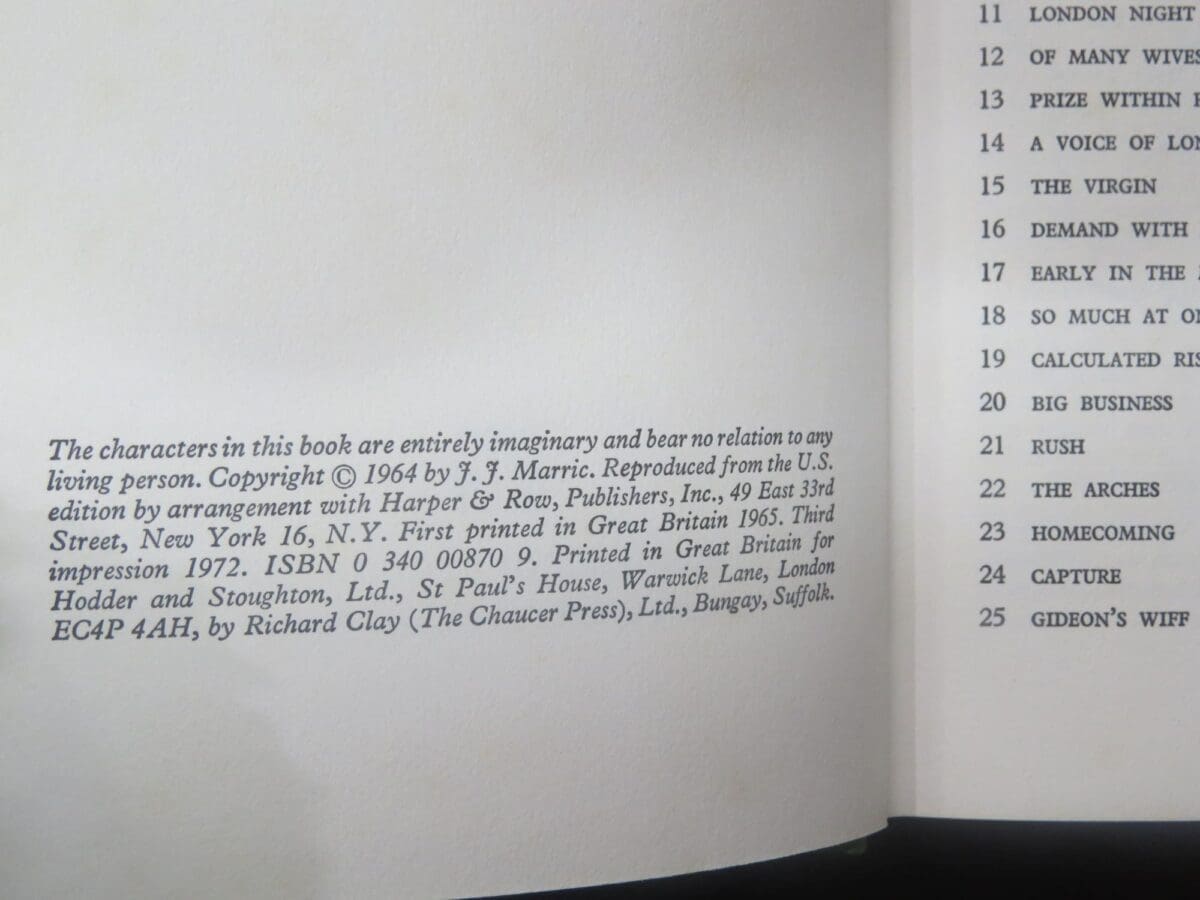 The characters in this book are entirely imaginary and bear no relation to any
living person. Copyright © 1964 by J. J. Marric. Reproduced from the U.S.
edition by arrangement with Harper & Row, Publishers, Inc., 49 East 33rd
Street, New York 16, N.Y. First printed in Great Britain 1965. Third
impression 1972. ISBN 0 340 00870 9. Printed in Great Britain for
Hodder and Stoughton, Ltd., St Paul's House, Warwick Lane, London
EC4P 4AH, by Richard Clay (The Chaucer Press), Ltd., Bungay, Suffolk.
11 LONDON NIGHT
12 OF MANY WIVES
13 PRIZE WITHIN
14 A VOICE OF
15 THE VIRGIN
16 DEMAND WITH
17 EARLY IN THE
18 SO MUCH AT
19 CALCULATED
20 BIG BUSINESS
21 RUSH
22 THE ARCHES
23 HOMECOMING
24 CAPTURE
25 GIDEON'S WIFF